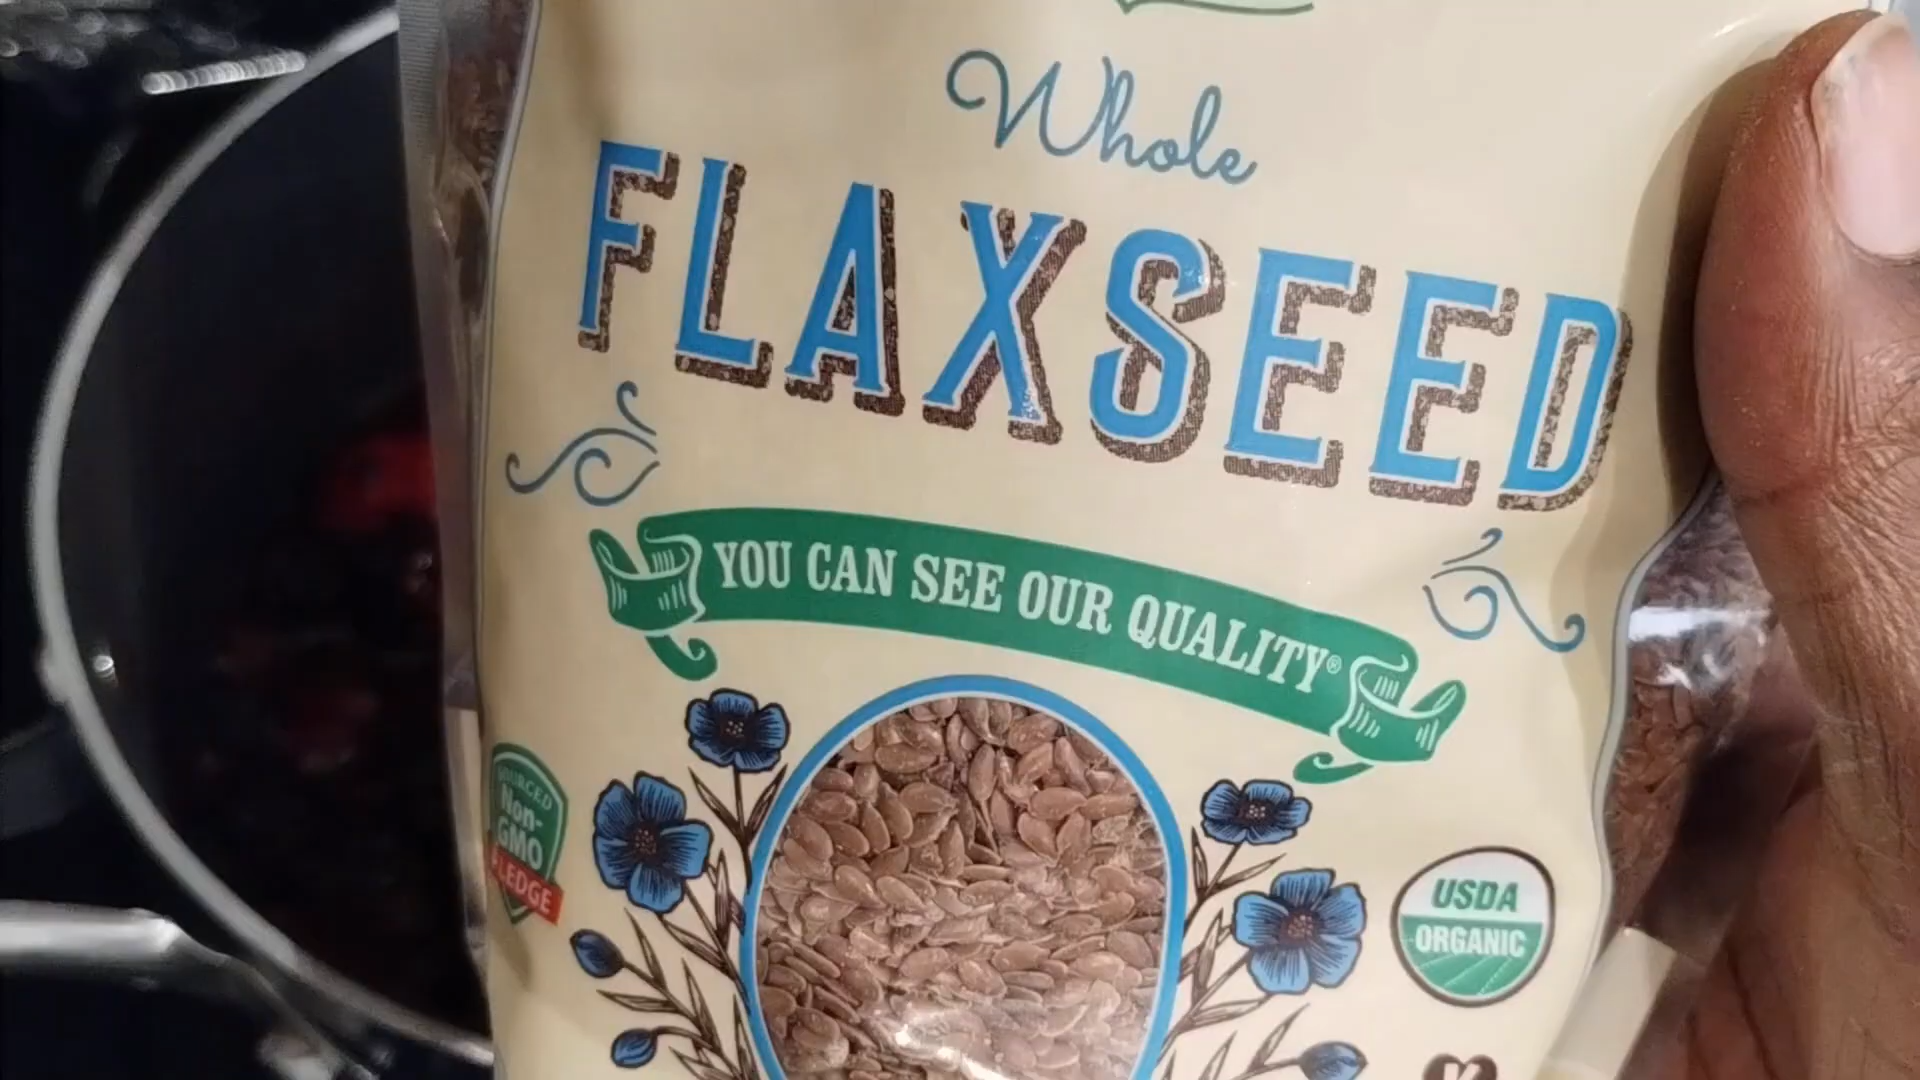 Whole
FLAXSEED
YOU CAN SEE OUR QUALITY®
SOURCED
Non-
GMO
PLEDGE
USDA
ORGANIC